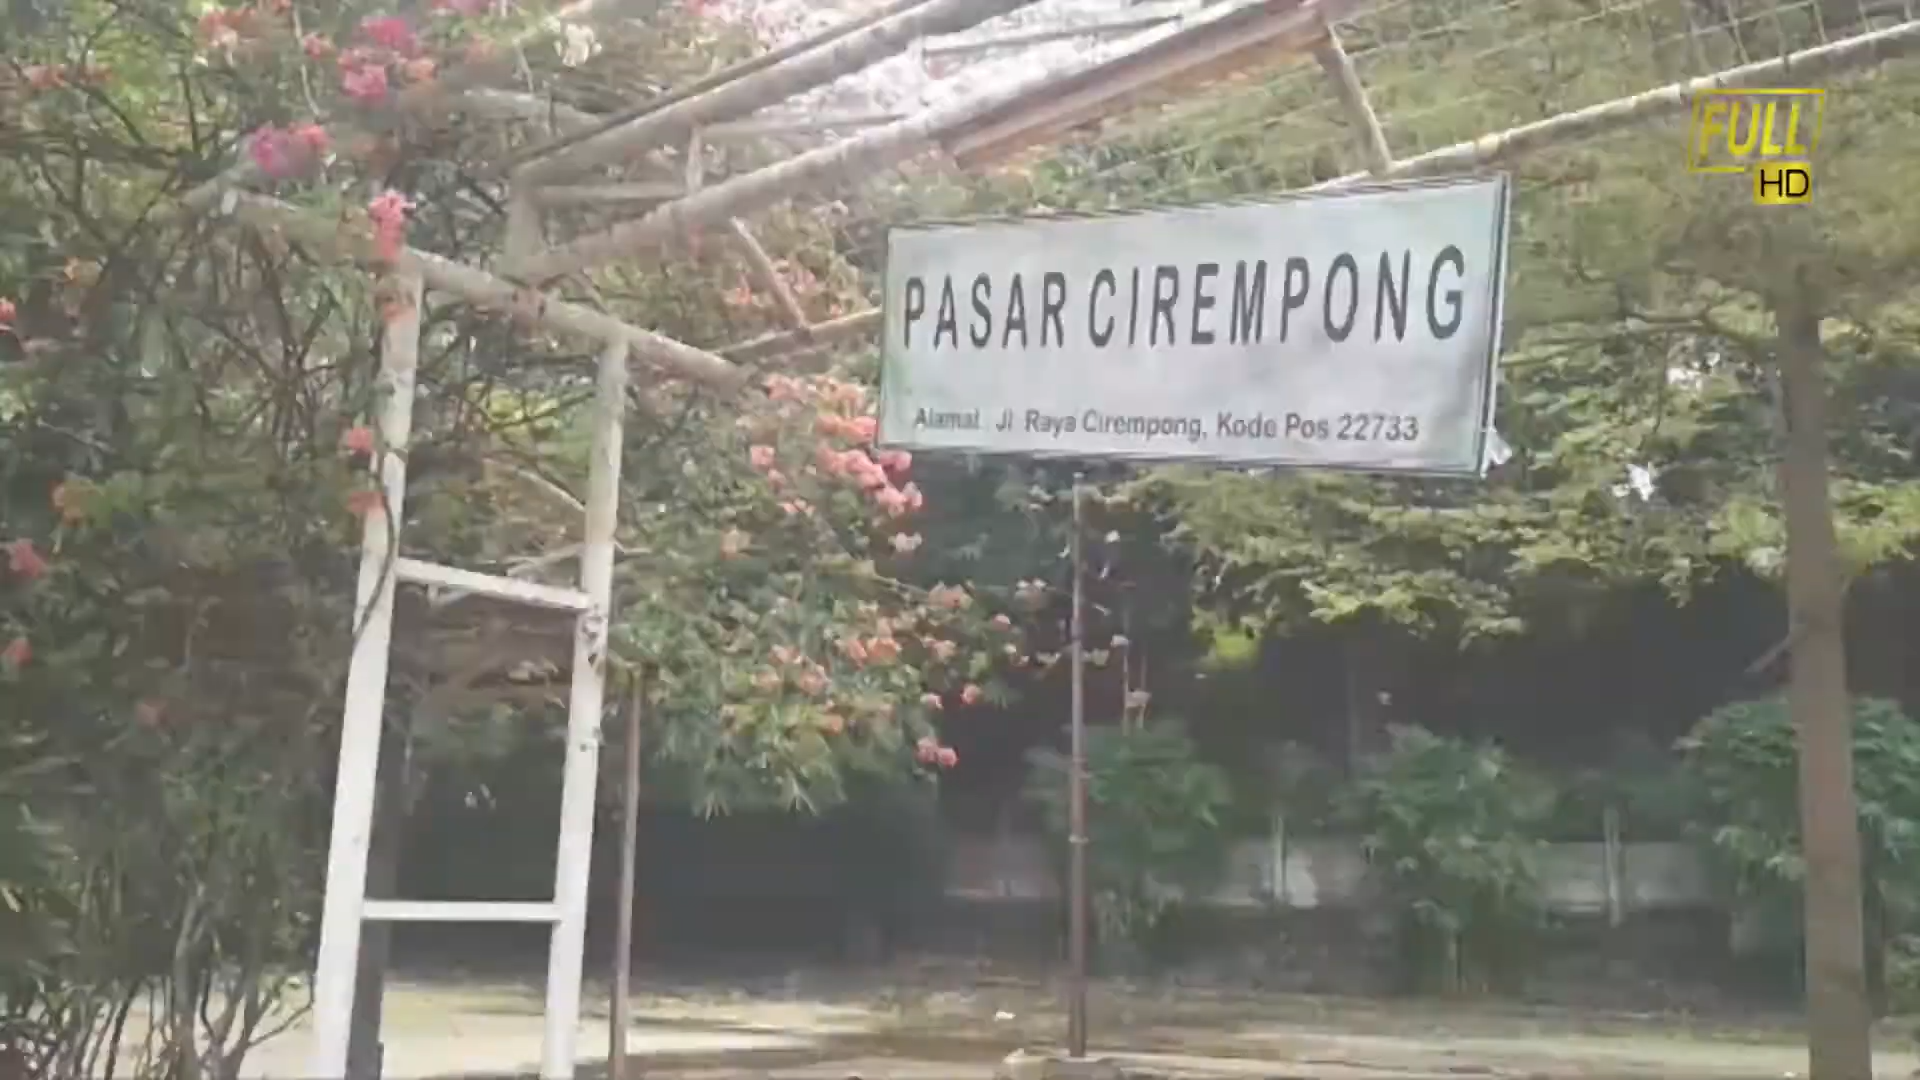 FULL
HD
PASAR CIREMPONG
Alamat. Jl Raya Cirempong, Kode Pos 22733